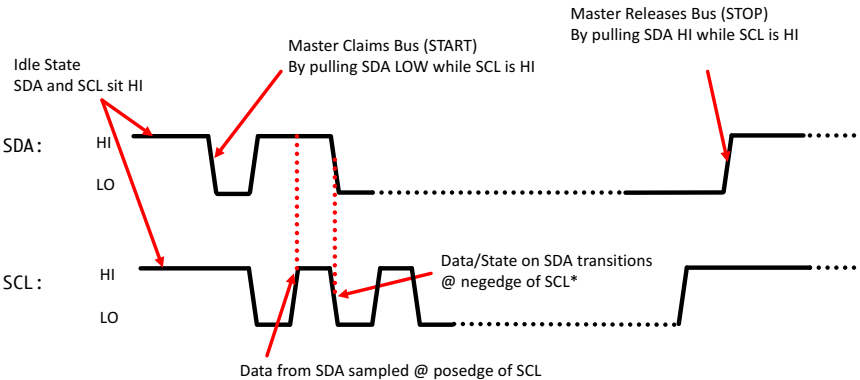 Master Releases Bus (STOP)
By pulling SDA HI while SCL is HI
Master Claims Bus (START)
By pulling SDA LOW while SCL is HI
Idle State
SDA and SCL sit HI
SDA:
HI
LO
Data/State on SDA transitions
@ negedge of SCL*
SCL:
HI
LO
Data from SDA sampled @ posedge of SCL